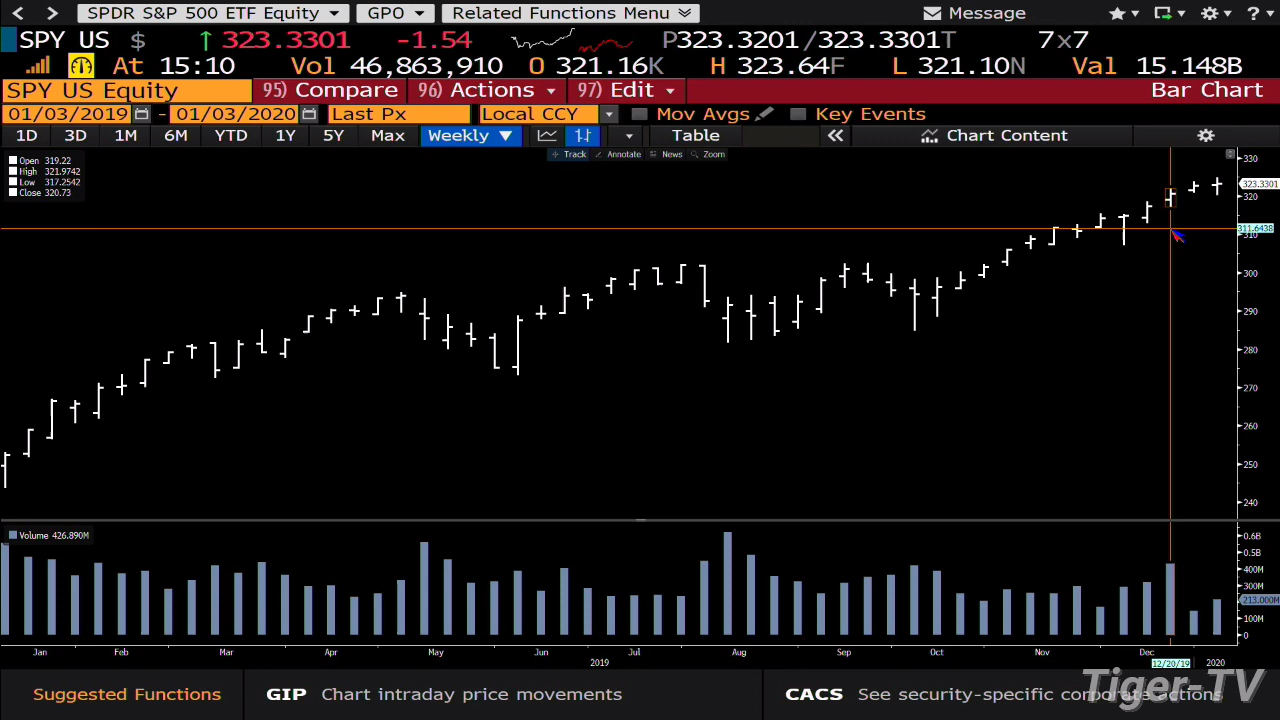 SPDR S&P 500 ETF Equity GPO Related Functions Menu Message ?
SPY US $ ↑ 323.3301 -1.54 P323.3201/323.3301T 7x7
At 15:10 Vol 46,863,910 O 321.16K H 323.64F L 321.10N Val 15.148B
SPY US Equity 95) Compare 96) Actions 97) Edit Bar Chart
01/03/2019 - 01/03/2020 Last Px Local CCY Mov Avgs Key Events
1D 3D 1M 6M YTD 1Y 5Y Max Weekly ▼ Table Chart Content
Track Annotate News Zoom
Open 319.22
High 321.9742
Low 317.2542
Close 320.73
330
323.3301
320
311.6438
310
300
290
280
270
260
250
240
Volume 426.890M
0.6B
0.5B
400M
300M
213.000M
100M
0
Jan Feb Mar Apr May Jun Jul Aug Sep Oct Nov Dec
2019 12/20/19 2020
Suggested Functions GIP Chart intraday price movements CACS See security-specific corporate actions
Tiger-TV